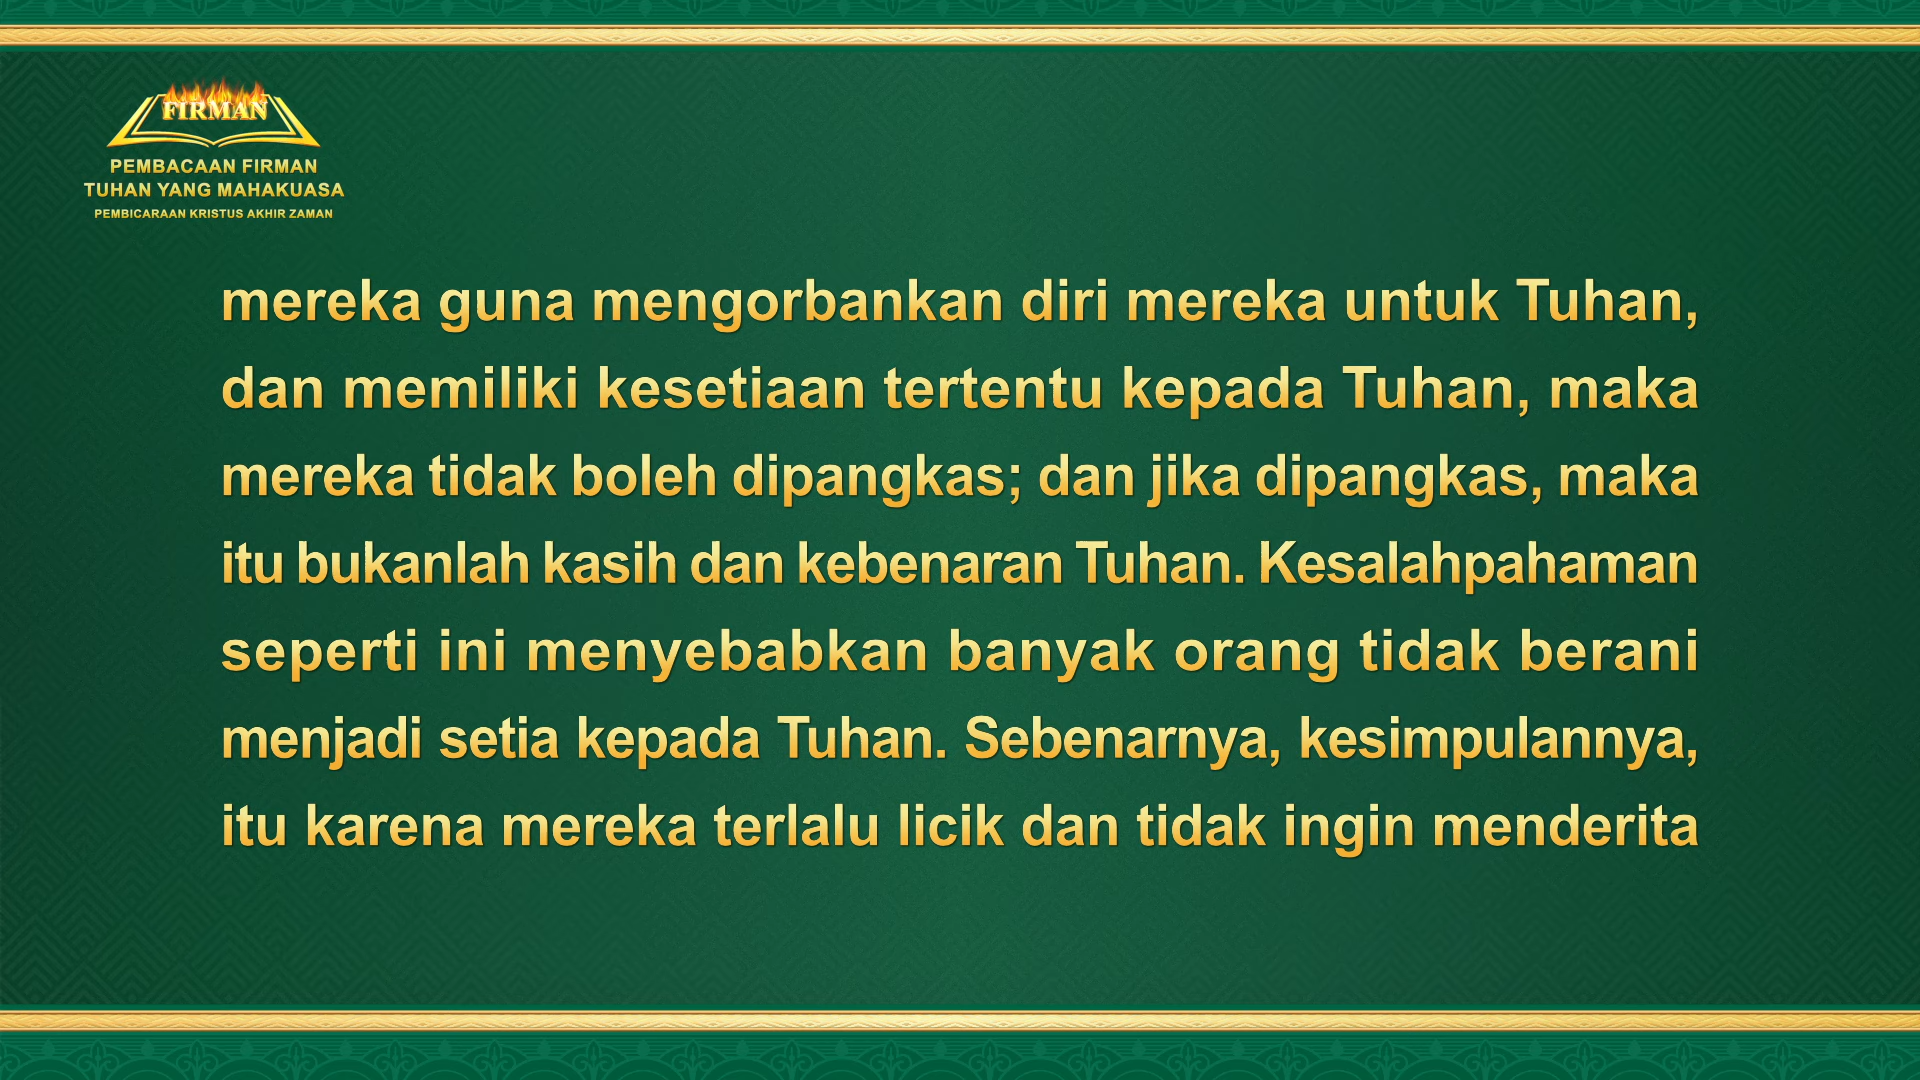 FIRMAN
PEMBACAAN FIRMAN
TUHAN YANG MAHAKUASA
PEMBICARAAN KRISTUS AKHIR ZAMAN
mereka guna mengorbankan diri mereka untuk Tuhan,
dan memiliki kesetiaan tertentu kepada Tuhan, maka
mereka tidak boleh dipangkas; dan jika dipangkas, maka
itu bukanlah kasih dan kebenaran Tuhan. Kesalahpahaman
seperti ini menyebabkan banyak orang tidak berani
menjadi setia kepada Tuhan. Sebenarnya, kesimpulannya,
itu karena mereka terlalu licik dan tidak ingin menderita